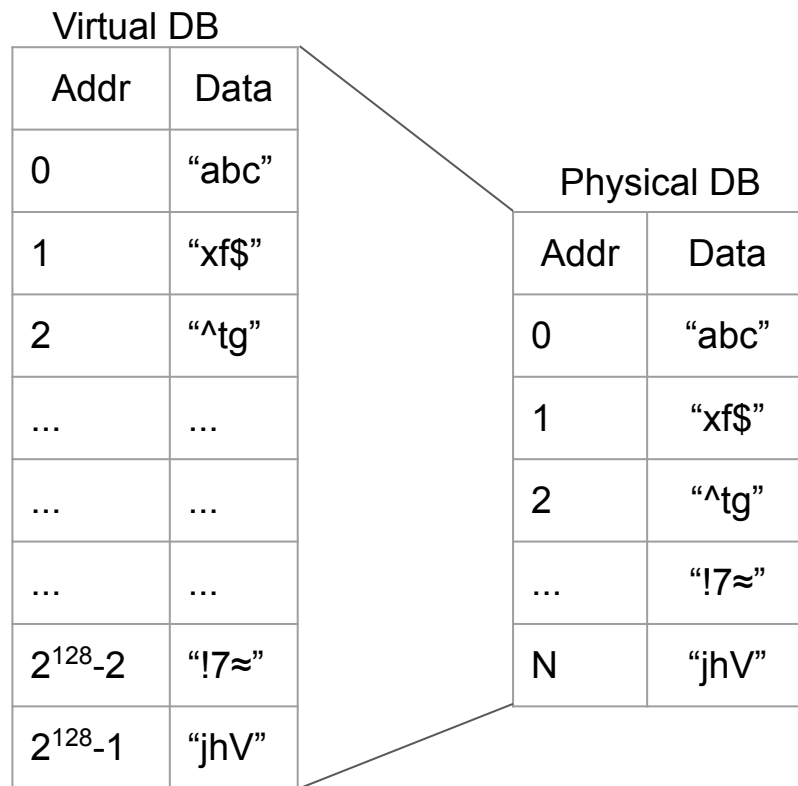 Virtual DB
Addr Data
0 “abc”
1 “xf$”
2 “^tg”
... ...
... ...
... ...
2¹²⁸-2 “!7≈”
2¹²⁸-1 “jhV”
Physical DB
Addr Data
0 “abc”
1 “xf$”
2 “^tg”
... “!7≈”
N “jhV”